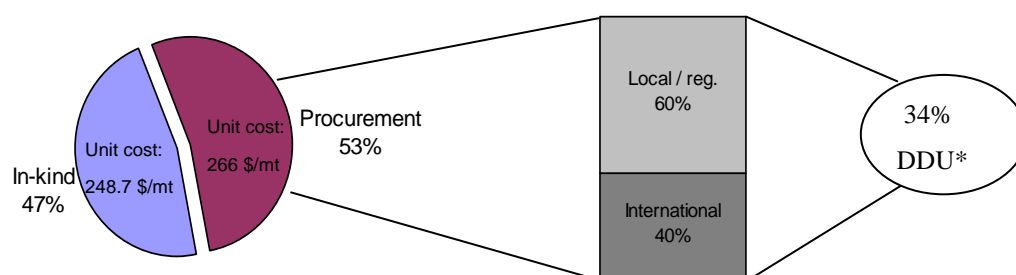 In-kind
47%
Unit cost:
248.7 $/mt
Unit cost:
266 $/mt
Procurement
53%
Local / reg.
60%
International
40%
34%
DDU*